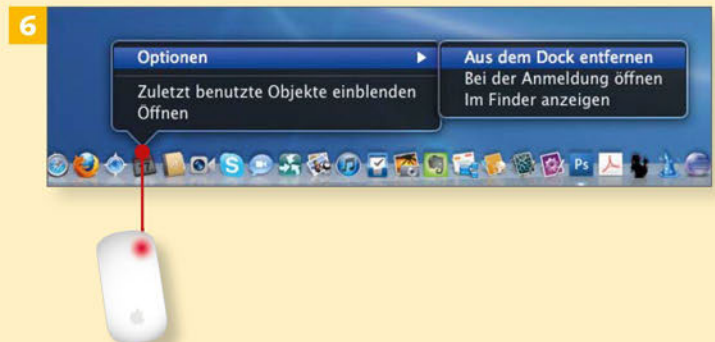 6
Optionen
Zuletzt benutzte Objekte einblenden
Öffnen
Aus dem Dock entfernen
Bei der Anmeldung öffnen
Im Finder anzeigen
Ps